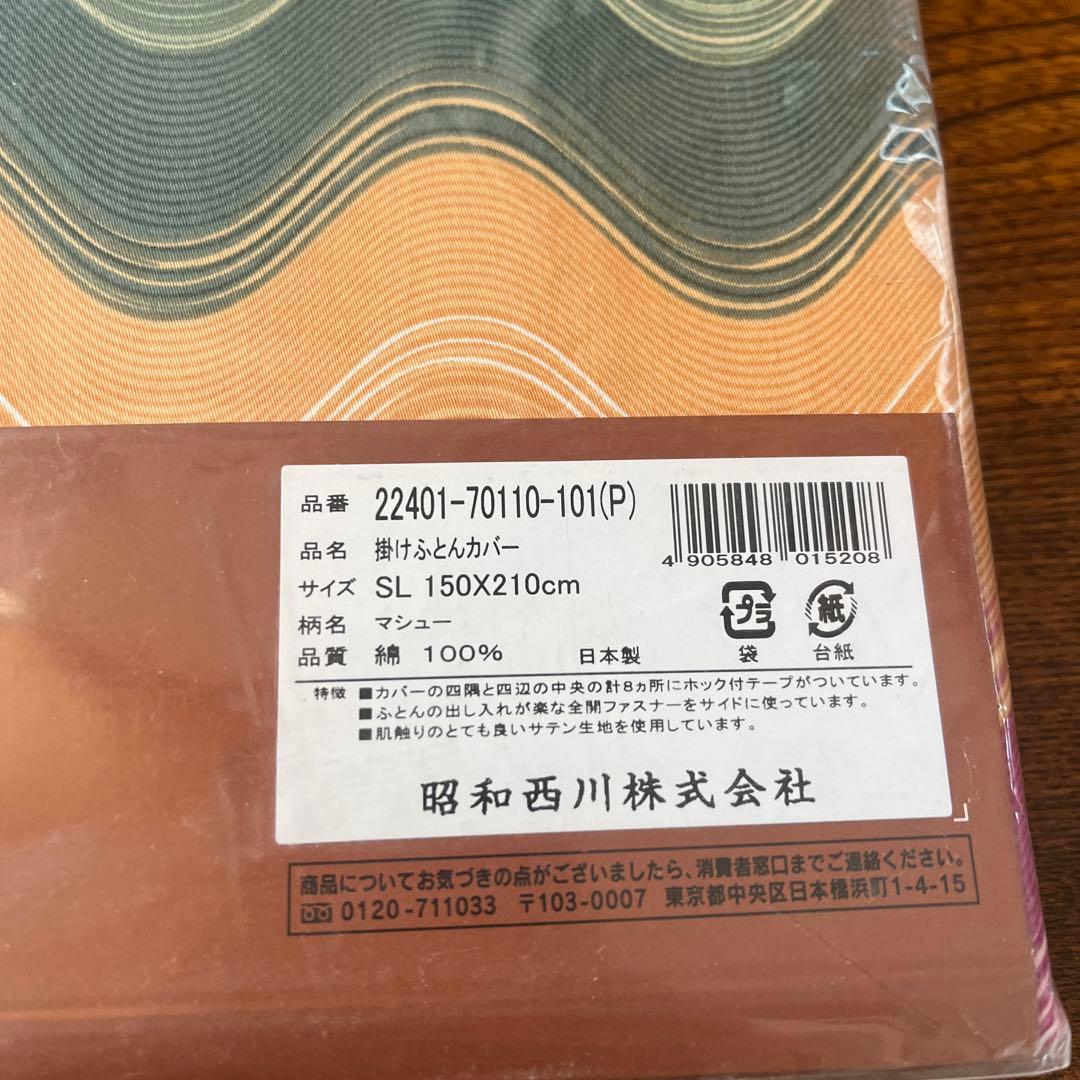 品番 22401-70110-101(P)
品名 掛けふとんカバー
サイズ SL 150X210cm
柄名 マシュー
品質 綿 100% 日本製
4 905848 015208
プラ 紙
袋 台紙
特徴 ■カバーの四隅と四辺の中央の計8ヵ所にホック付テープがついています。
■ふとんの出し入れが楽な全開ファスナーをサイドに使っています。
■肌触りのとても良いサテン生地を使用しています。
昭和西川株式会社
商品についてお気づきの点がございましたら、消費者窓口までご連絡ください。
0120-711033 〒103-0007 東京都中央区日本橋浜町1-4-15